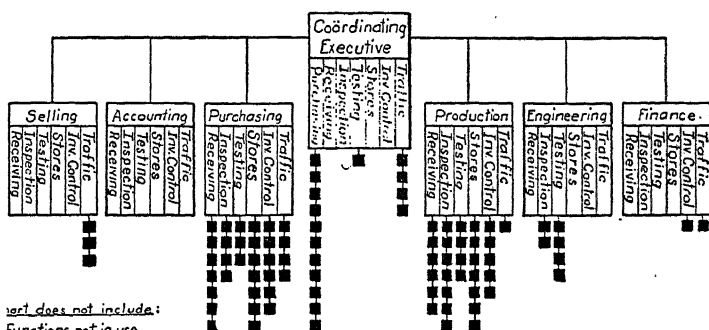 Coördinating
Executive
Purchasing
Receiving
Inspection
Testing
Stores
Inv. Control
Traffic
Selling
Receiving
Inspection
Testing
Stores
Inv. Control
Traffic
Accounting
Receiving
Inspection
Testing
Stores
Inv. Control
Traffic
Purchasing
Receiving
Inspection
Testing
Stores
Inv. Control
Traffic
Production
Receiving
Inspection
Testing
Stores
Inv. Control
Traffic
Engineering
Receiving
Inspection
Testing
Stores
Inv. Control
Traffic
Finance.
Receiving
Inspection
Testing
Stores
Inv. Control
Traffic
does not include:
Functions not in use